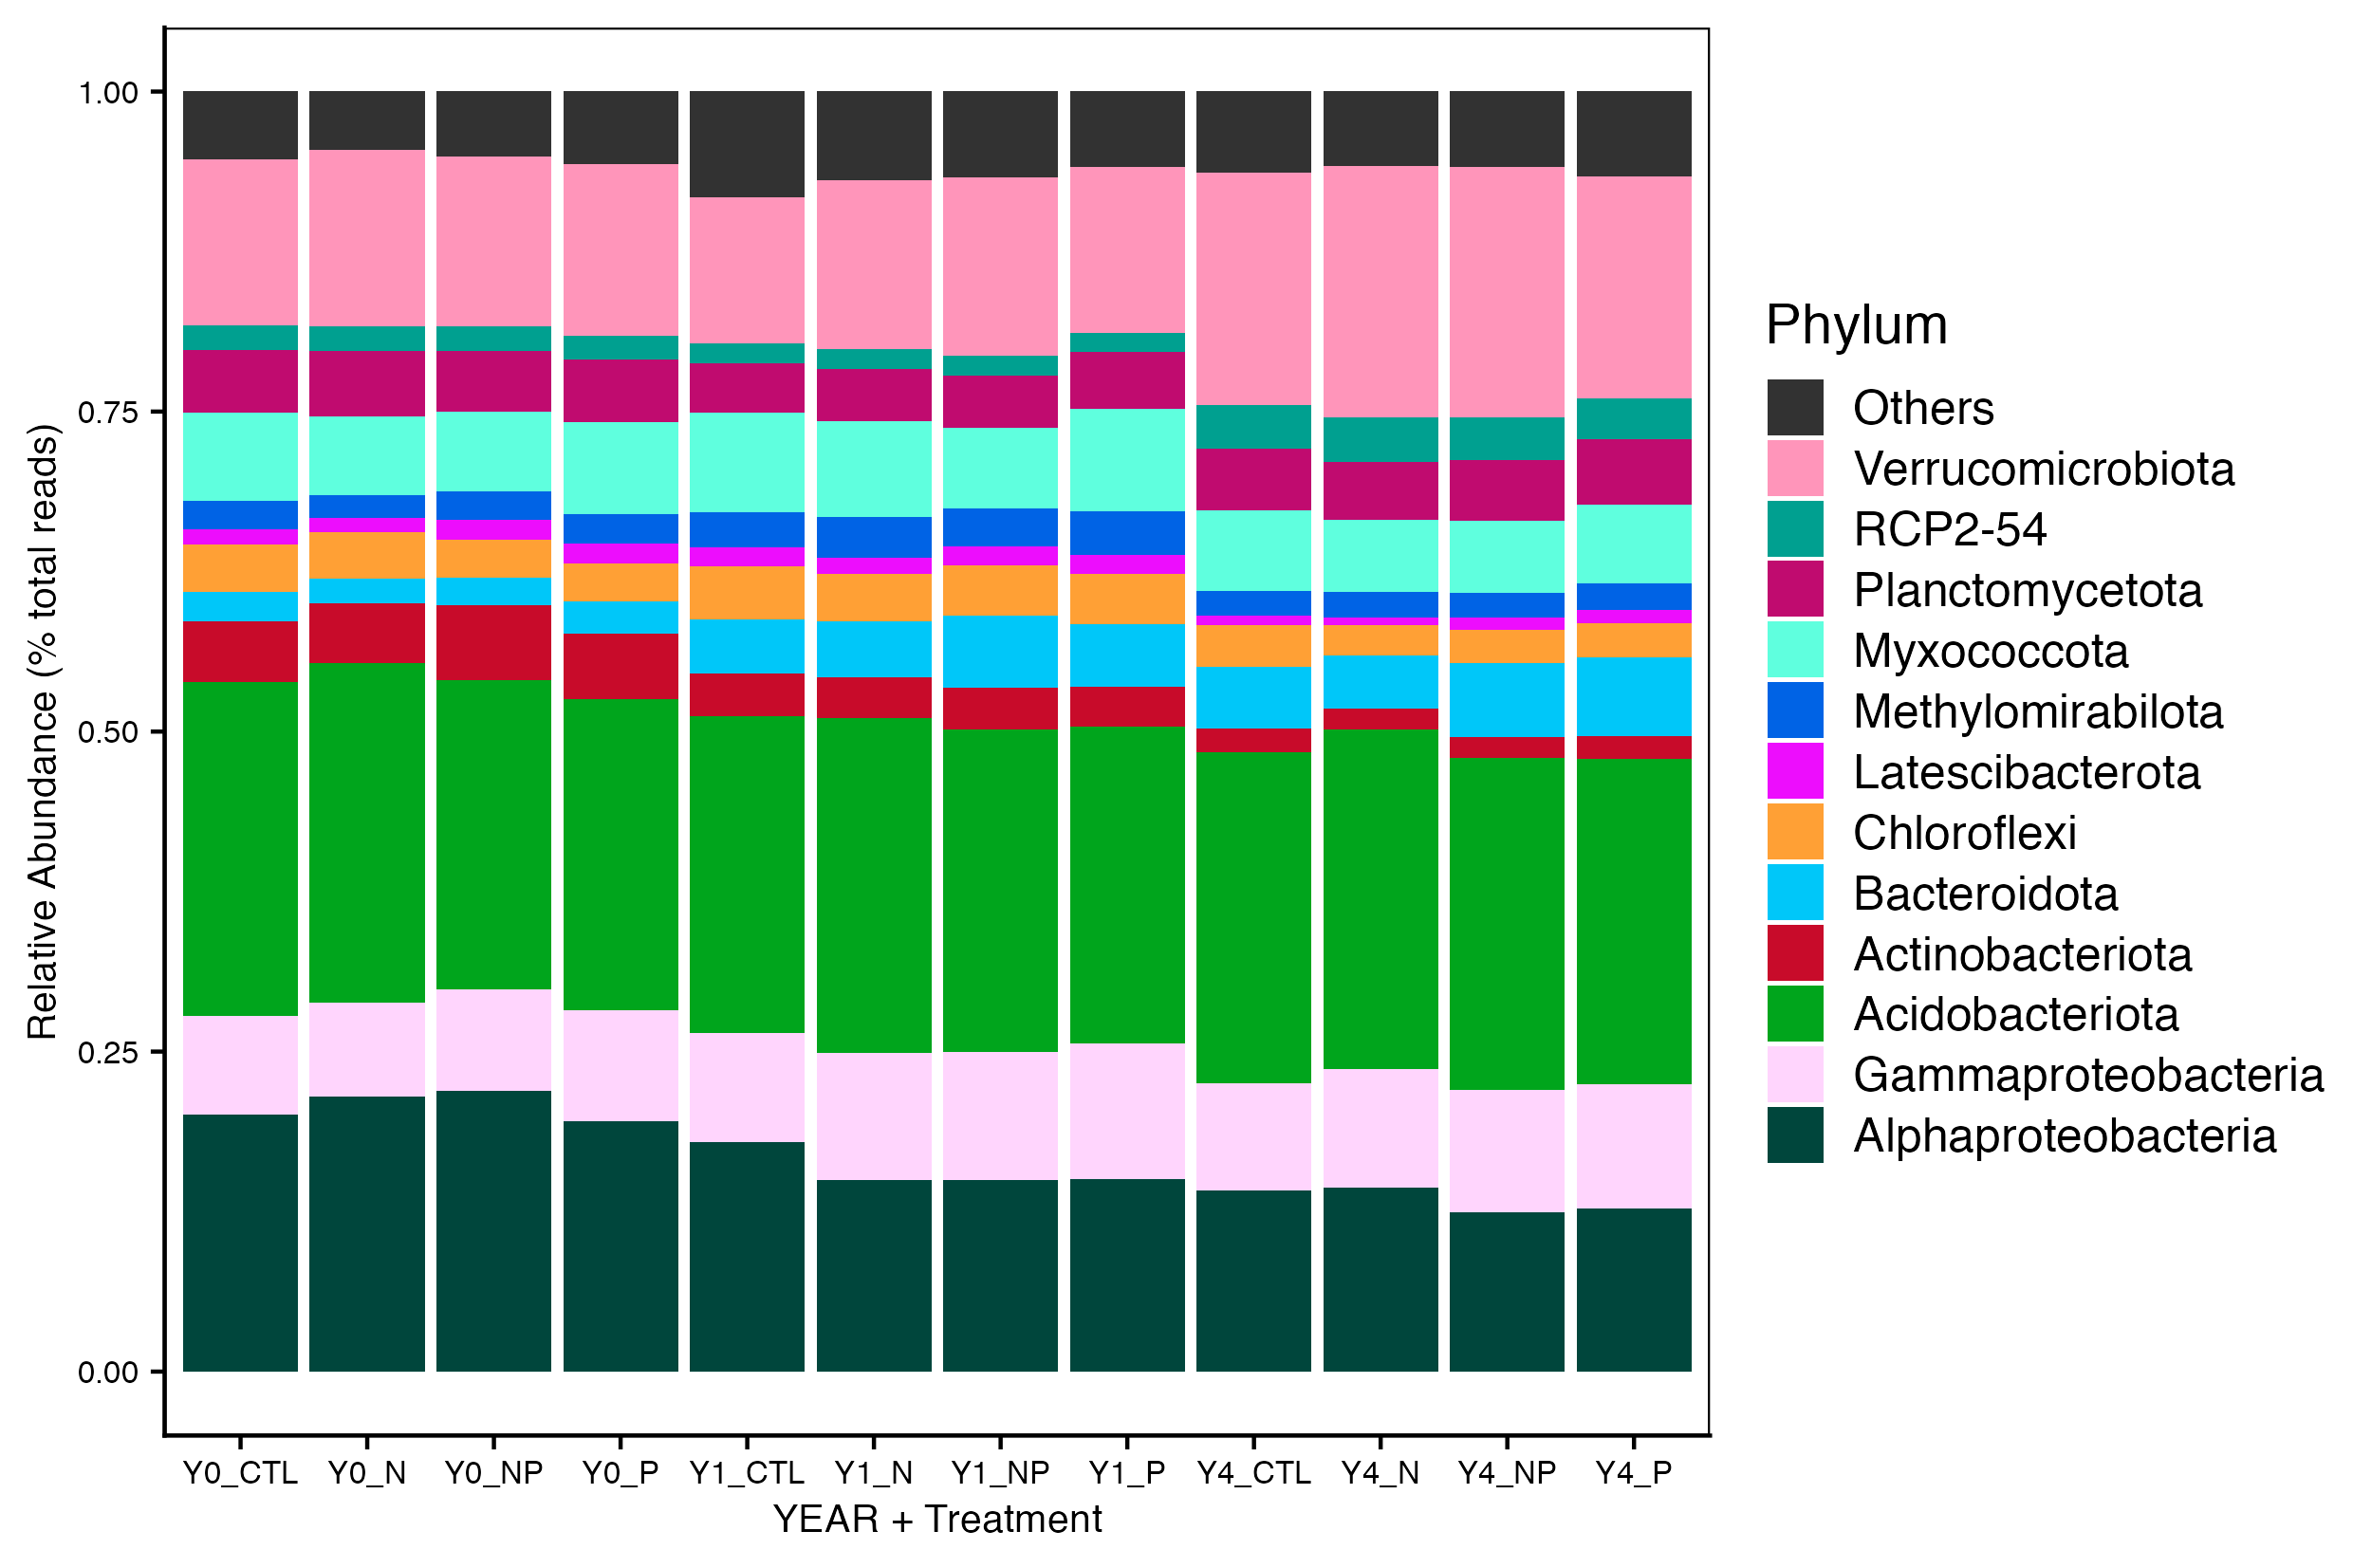 Relative Abundance (% total reads)
1.00
0.75
0.50
0.25
0.00
Y0_CTL Y0_N Y0_NP Y0_P Y1_CTL Y1_N Y1_NP Y1_P Y4_CTL Y4_N Y4_NP Y4_P
YEAR + Treatment
Phylum
Others
Verrucomicrobiota
RCP2-54
Planctomycetota
Myxococcota
Methylomirabilota
Latescibacterota
Chloroflexi
Bacteroidota
Actinobacteriota
Acidobacteriota
Gammaproteobacteria
Alphaproteobacteria